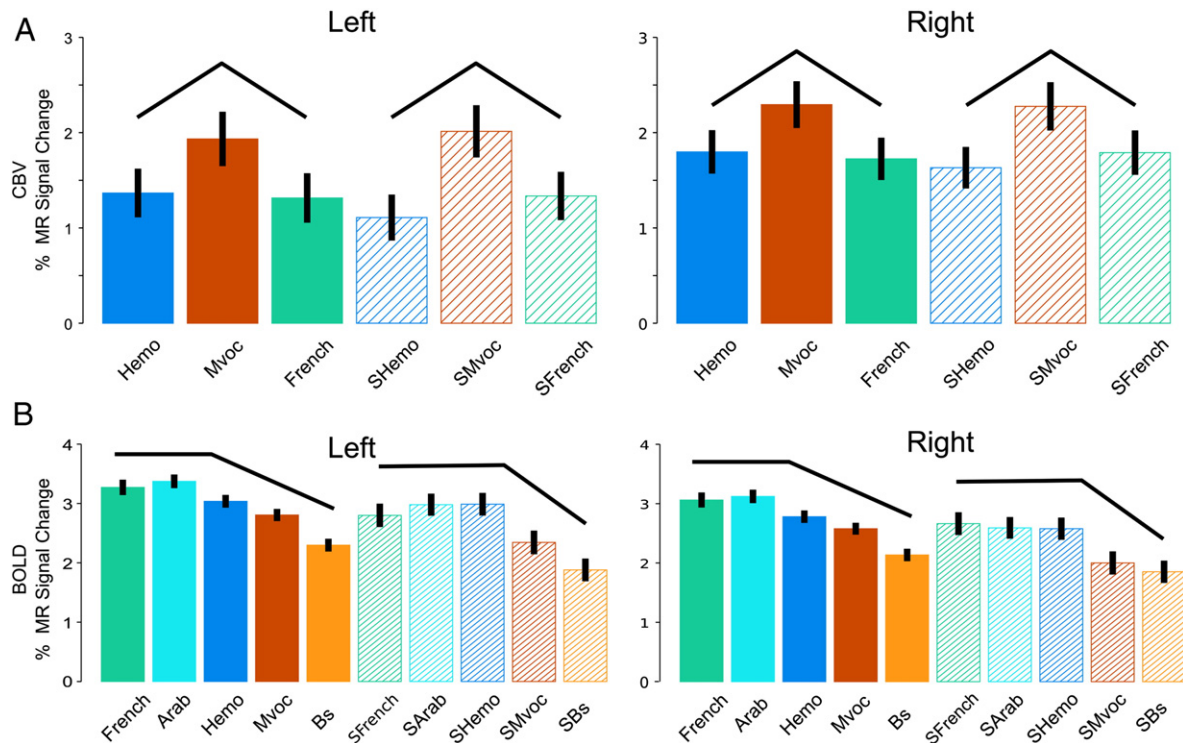 A
Left
Right
CBV
% MR Signal Change
3
2
1
0
Hemo
Mvoc
French
SHemo
SMvoc
SFrench
3
2
1
0
Hemo
Mvoc
French
SHemo
SMvoc
SFrench
B
Left
Right
BOLD
% MR Signal Change
4
3
2
1
0
French
Arab
Hemo
Mvoc
Bs
SFrench
SArab
SHemo
SMvoc
SBs
4
3
2
1
0
French
Arab
Hemo
Mvoc
Bs
SFrench
SArab
SHemo
SMvoc
SBs